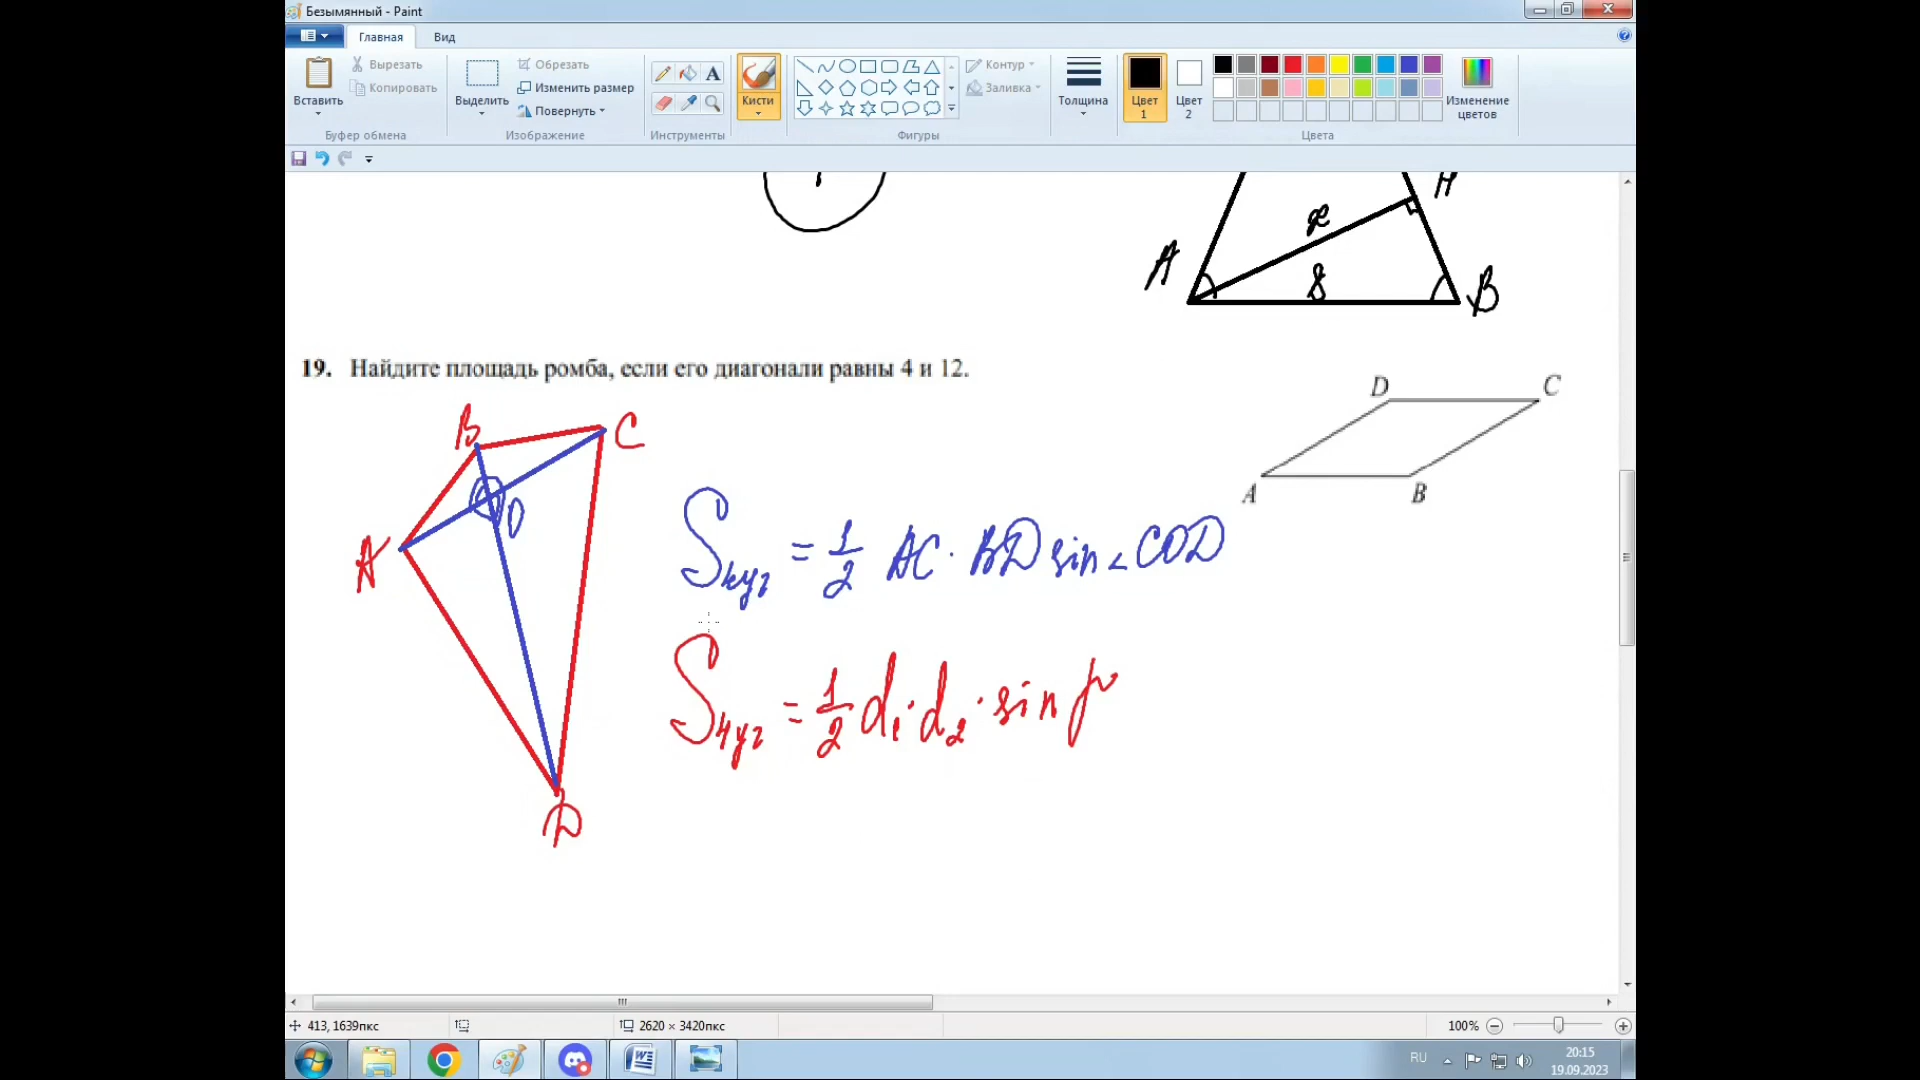 Безымянный - Paint
Главная
Вид
Вставить
Вырезать
Копировать
Буфер обмена
Выделить
Обрезать
Изменить размер
Повернуть
Изображение
A
Инструменты
Кисти
Контур
Заливка
Фигуры
Толщина
Цвет 1
Цвет 2
Изменение цветов
Цвета
H
x
A
8
B
19. Найдите площадь ромба, если его диагонали равны 4 и 12.
D
C
A
B
B
C
O
A
D
= 1/2 AC · BD sin ∠ COD
S4уг = 1/2 d1 · d2 · sin
413, 1639пкс
2620 × 3420пкс
100%
RU
20:15
19.09.2023